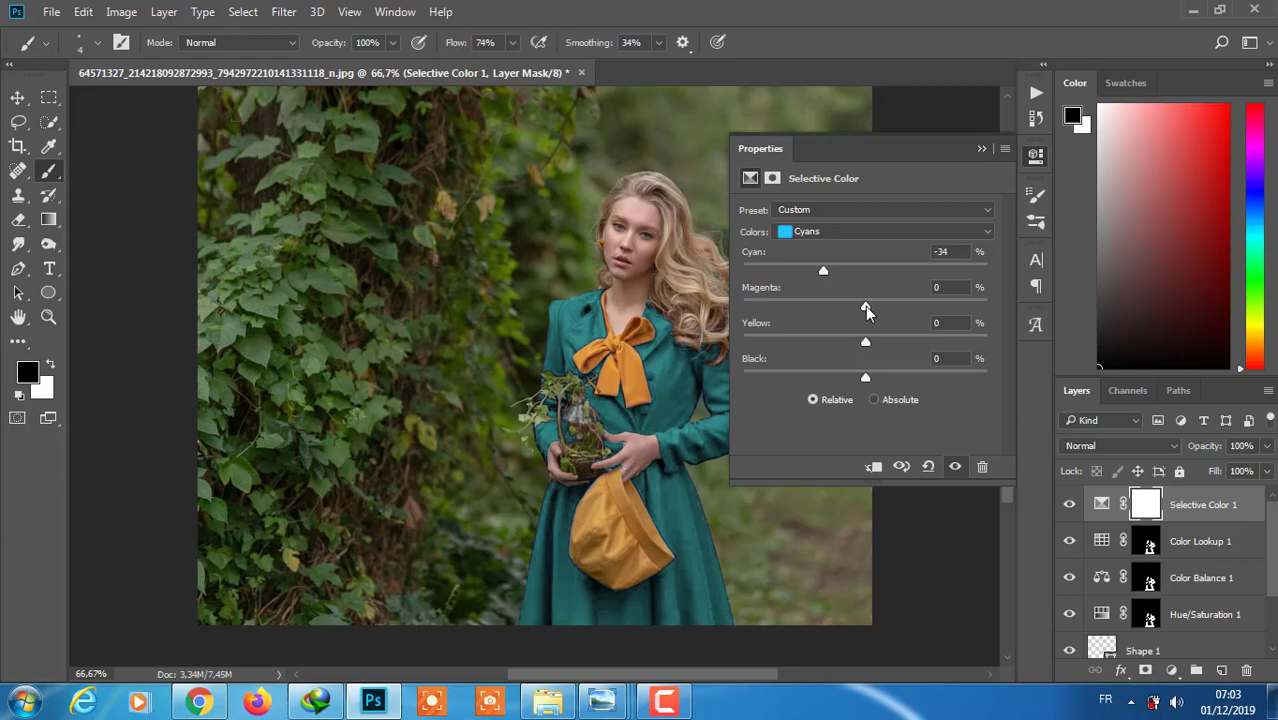 Ps File Edit Image Layer Type Select Filter 3D View Window Help
4 Mode: Normal Opacity: 100% Flow: 74% Smoothing: 34%
64571327_214218092872993_7942972210141331118_n.jpg @ 66,7% (Selective Color 1, Layer Mask/8) * ×
Color Swatches
Properties
Selective Color
Preset: Custom
Colors: Cyans
Cyan: -34 %
Magenta: 0 %
Yellow: 0 %
Black: 0 %
Relative Absolute
Layers Channels Paths
Kind
Normal Opacity: 100%
Lock: Fill: 100%
Selective Color 1
Color Lookup 1
Color Balance 1
Hue/Saturation 1
Shape 1
66,67% Doc: 3,34M/7,45M
Ps FR 07:03
01/12/2019